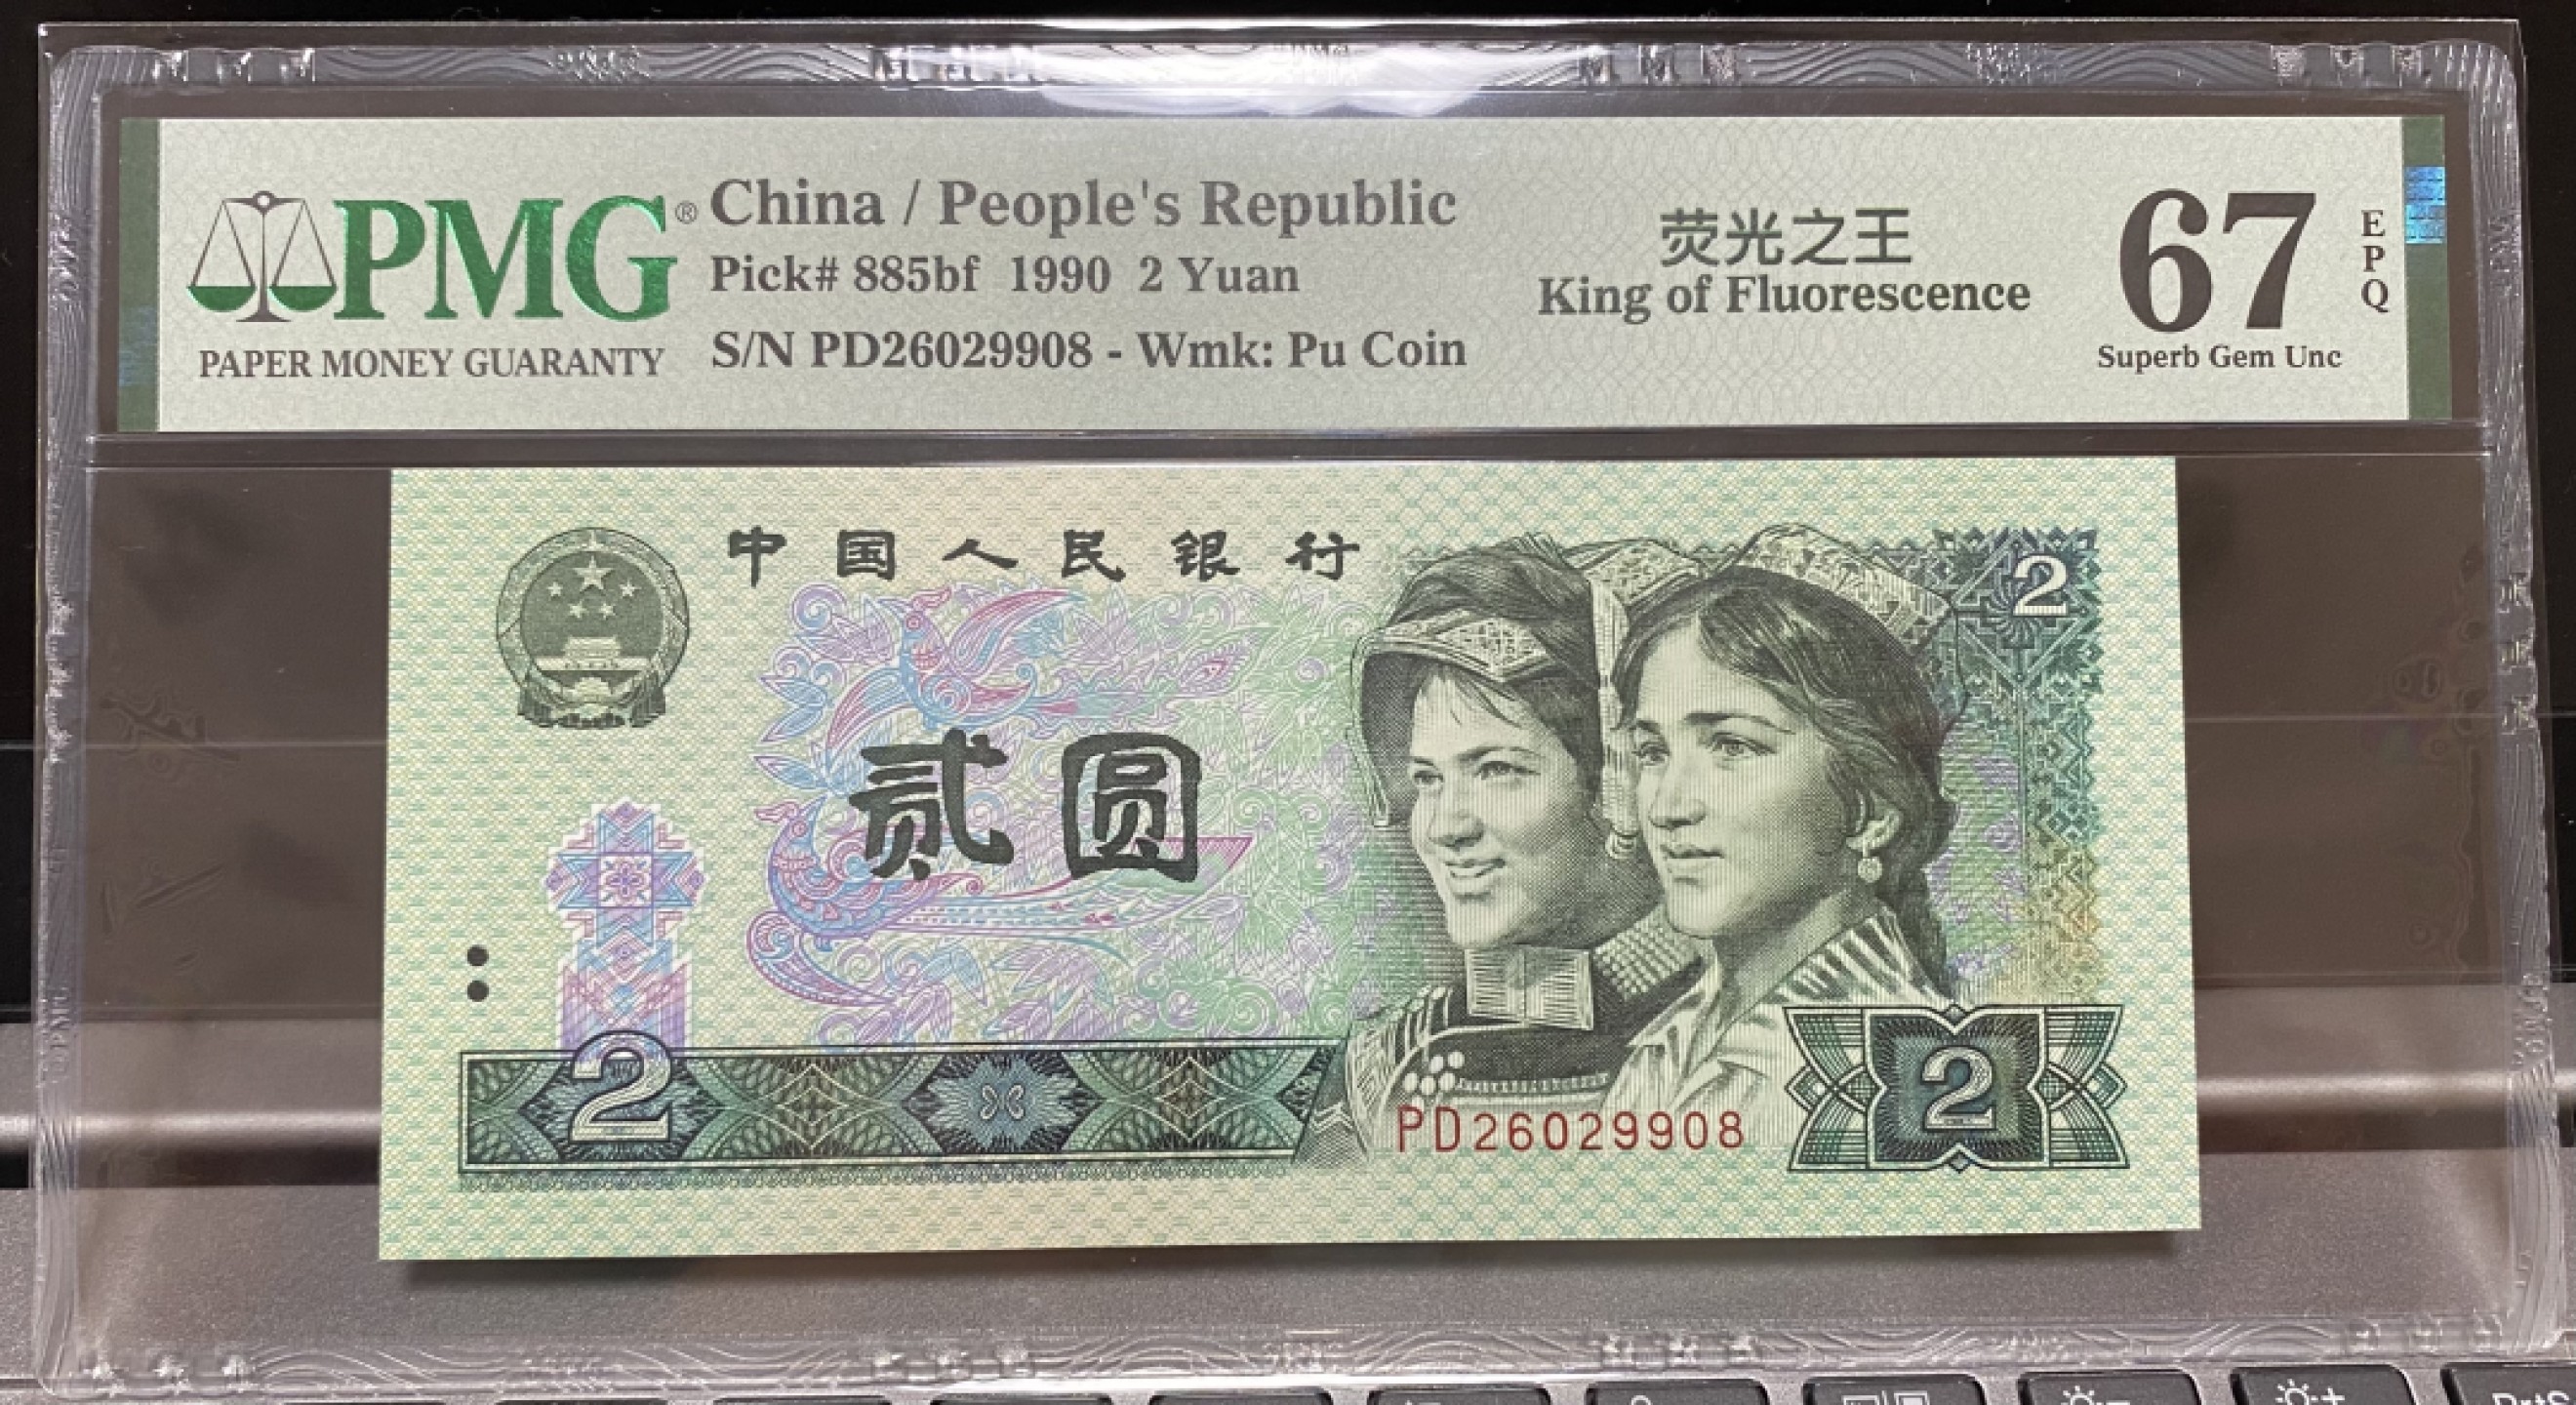 PMG®
PAPER MONEY GUARANTY
China / People's Republic
Pick# 885bf 1990 2 Yuan
S/N PD26029908 - Wmk: Pu Coin
荧光之王
King of Fluorescence
67
EPQ
Superb Gem Unc
中国人民银行
2
贰圆
2
PD26029908
2
PrtS